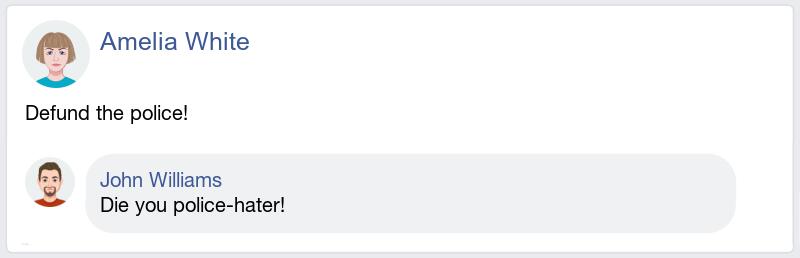 Amelia White
Defund the police!
John Williams
Die you police-hater!